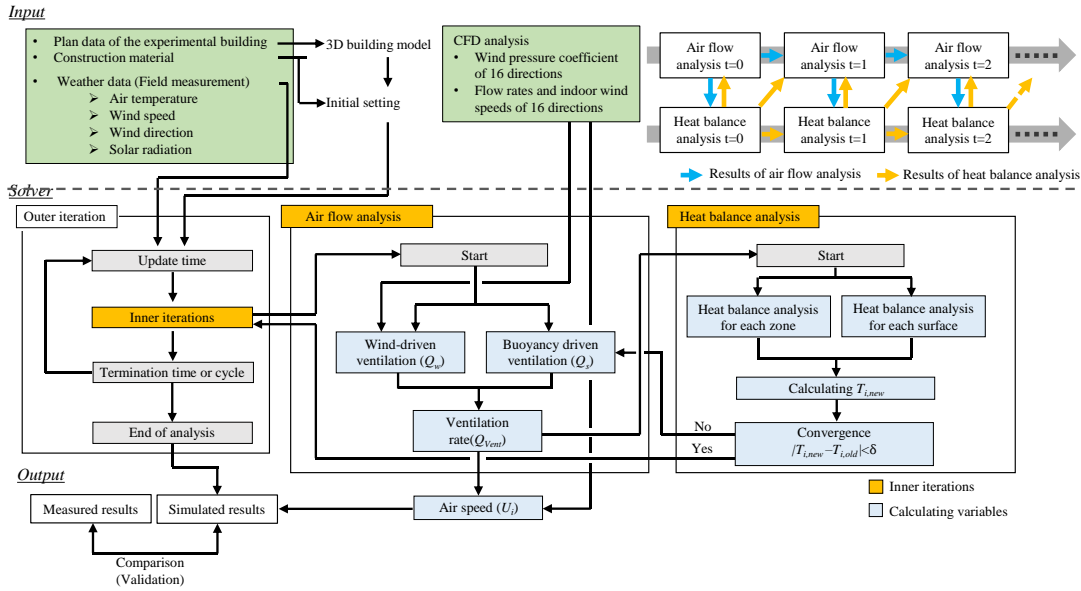 Input
• Plan data of the experimental building
• Construction material
• Weather data (Field measurement)
➢ Air temperature
➢ Wind speed
➢ Wind direction
➢ Solar radiation
3D building model
Initial setting
CFD analysis
• Wind pressure coefficient
of 16 directions
• Flow rates and indoor wind
speeds of 16 directions
Air flow
analysis t=0
Air flow
analysis t=1
Air flow
analysis t=2
Heat balance
analysis t=0
Heat balance
analysis t=1
Heat balance
analysis t=2
Results of air flow analysis
Results of heat balance analysis
Solver
Outer iteration
Update time
Inner iterations
Termination time or cycle
End of analysis
Air flow analysis
Start
Wind-driven
ventilation (Qw)
Buoyancy driven
ventilation (Qs)
Ventilation
rate(QVent)
Air speed (Ui)
Heat balance analysis
Start
Heat balance analysis
for each zone
Heat balance analysis
for each surface
Calculating Ti,new
No
Yes
Convergence
|Ti,new−Ti,old|<δ
Inner iterations
Calculating variables
Output
Measured results
Simulated results
Comparison
(Validation)